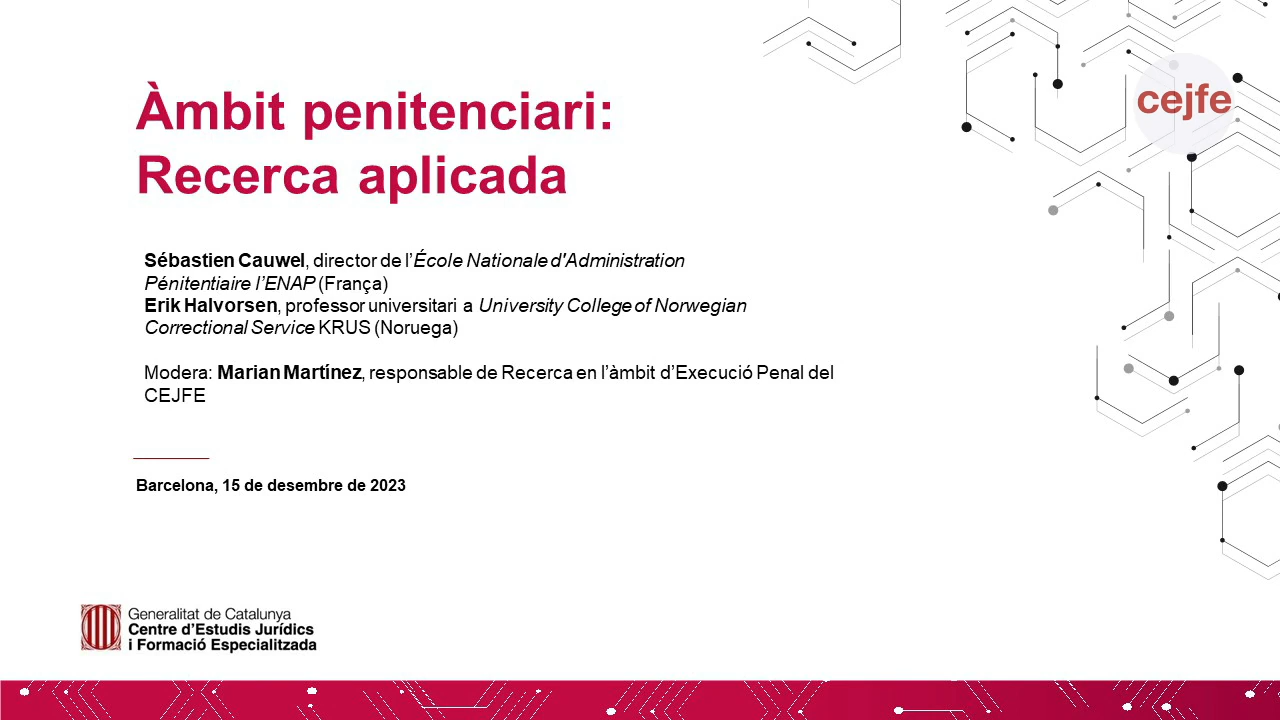 cejfe
Àmbit penitenciari:
Recerca aplicada
Sébastien Cauwel, director de l’École Nationale d'Administration
Pénitentiaire l’ENAP (França)
Erik Halvorsen, professor universitari a University College of Norwegian
Correctional Service KRUS (Noruega)
Modera: Marian Martínez, responsable de Recerca en l’àmbit d’Execució Penal del
CEJFE
Barcelona, 15 de desembre de 2023
Generalitat de Catalunya
Centre d’Estudis Jurídics
i Formació Especialitzada